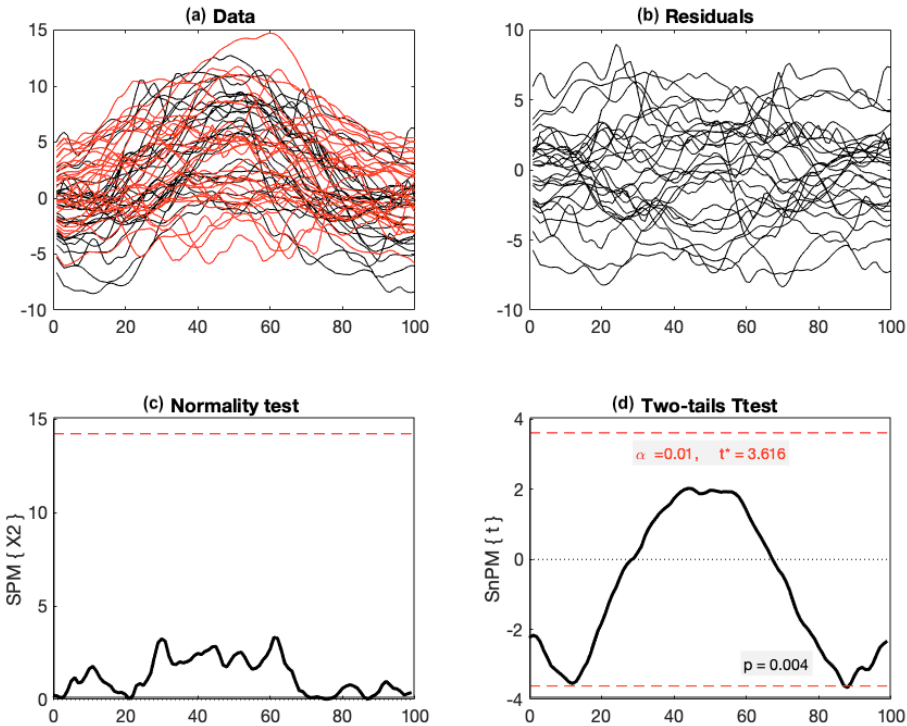 (a) Data
(b) Residuals
15
10
5
0
-5
-10
0 20 40 60 80 100
10
5
0
-5
-10
0 20 40 60 80 100
(c) Normality test
(d) Two-tails Ttest
SPM { X2 }
15
10
5
0
0 20 40 60 80 100
SnPM { t }
4
2
0
-2
-4
α =0.01, t* = 3.616
p = 0.004
0 20 40 60 80 100